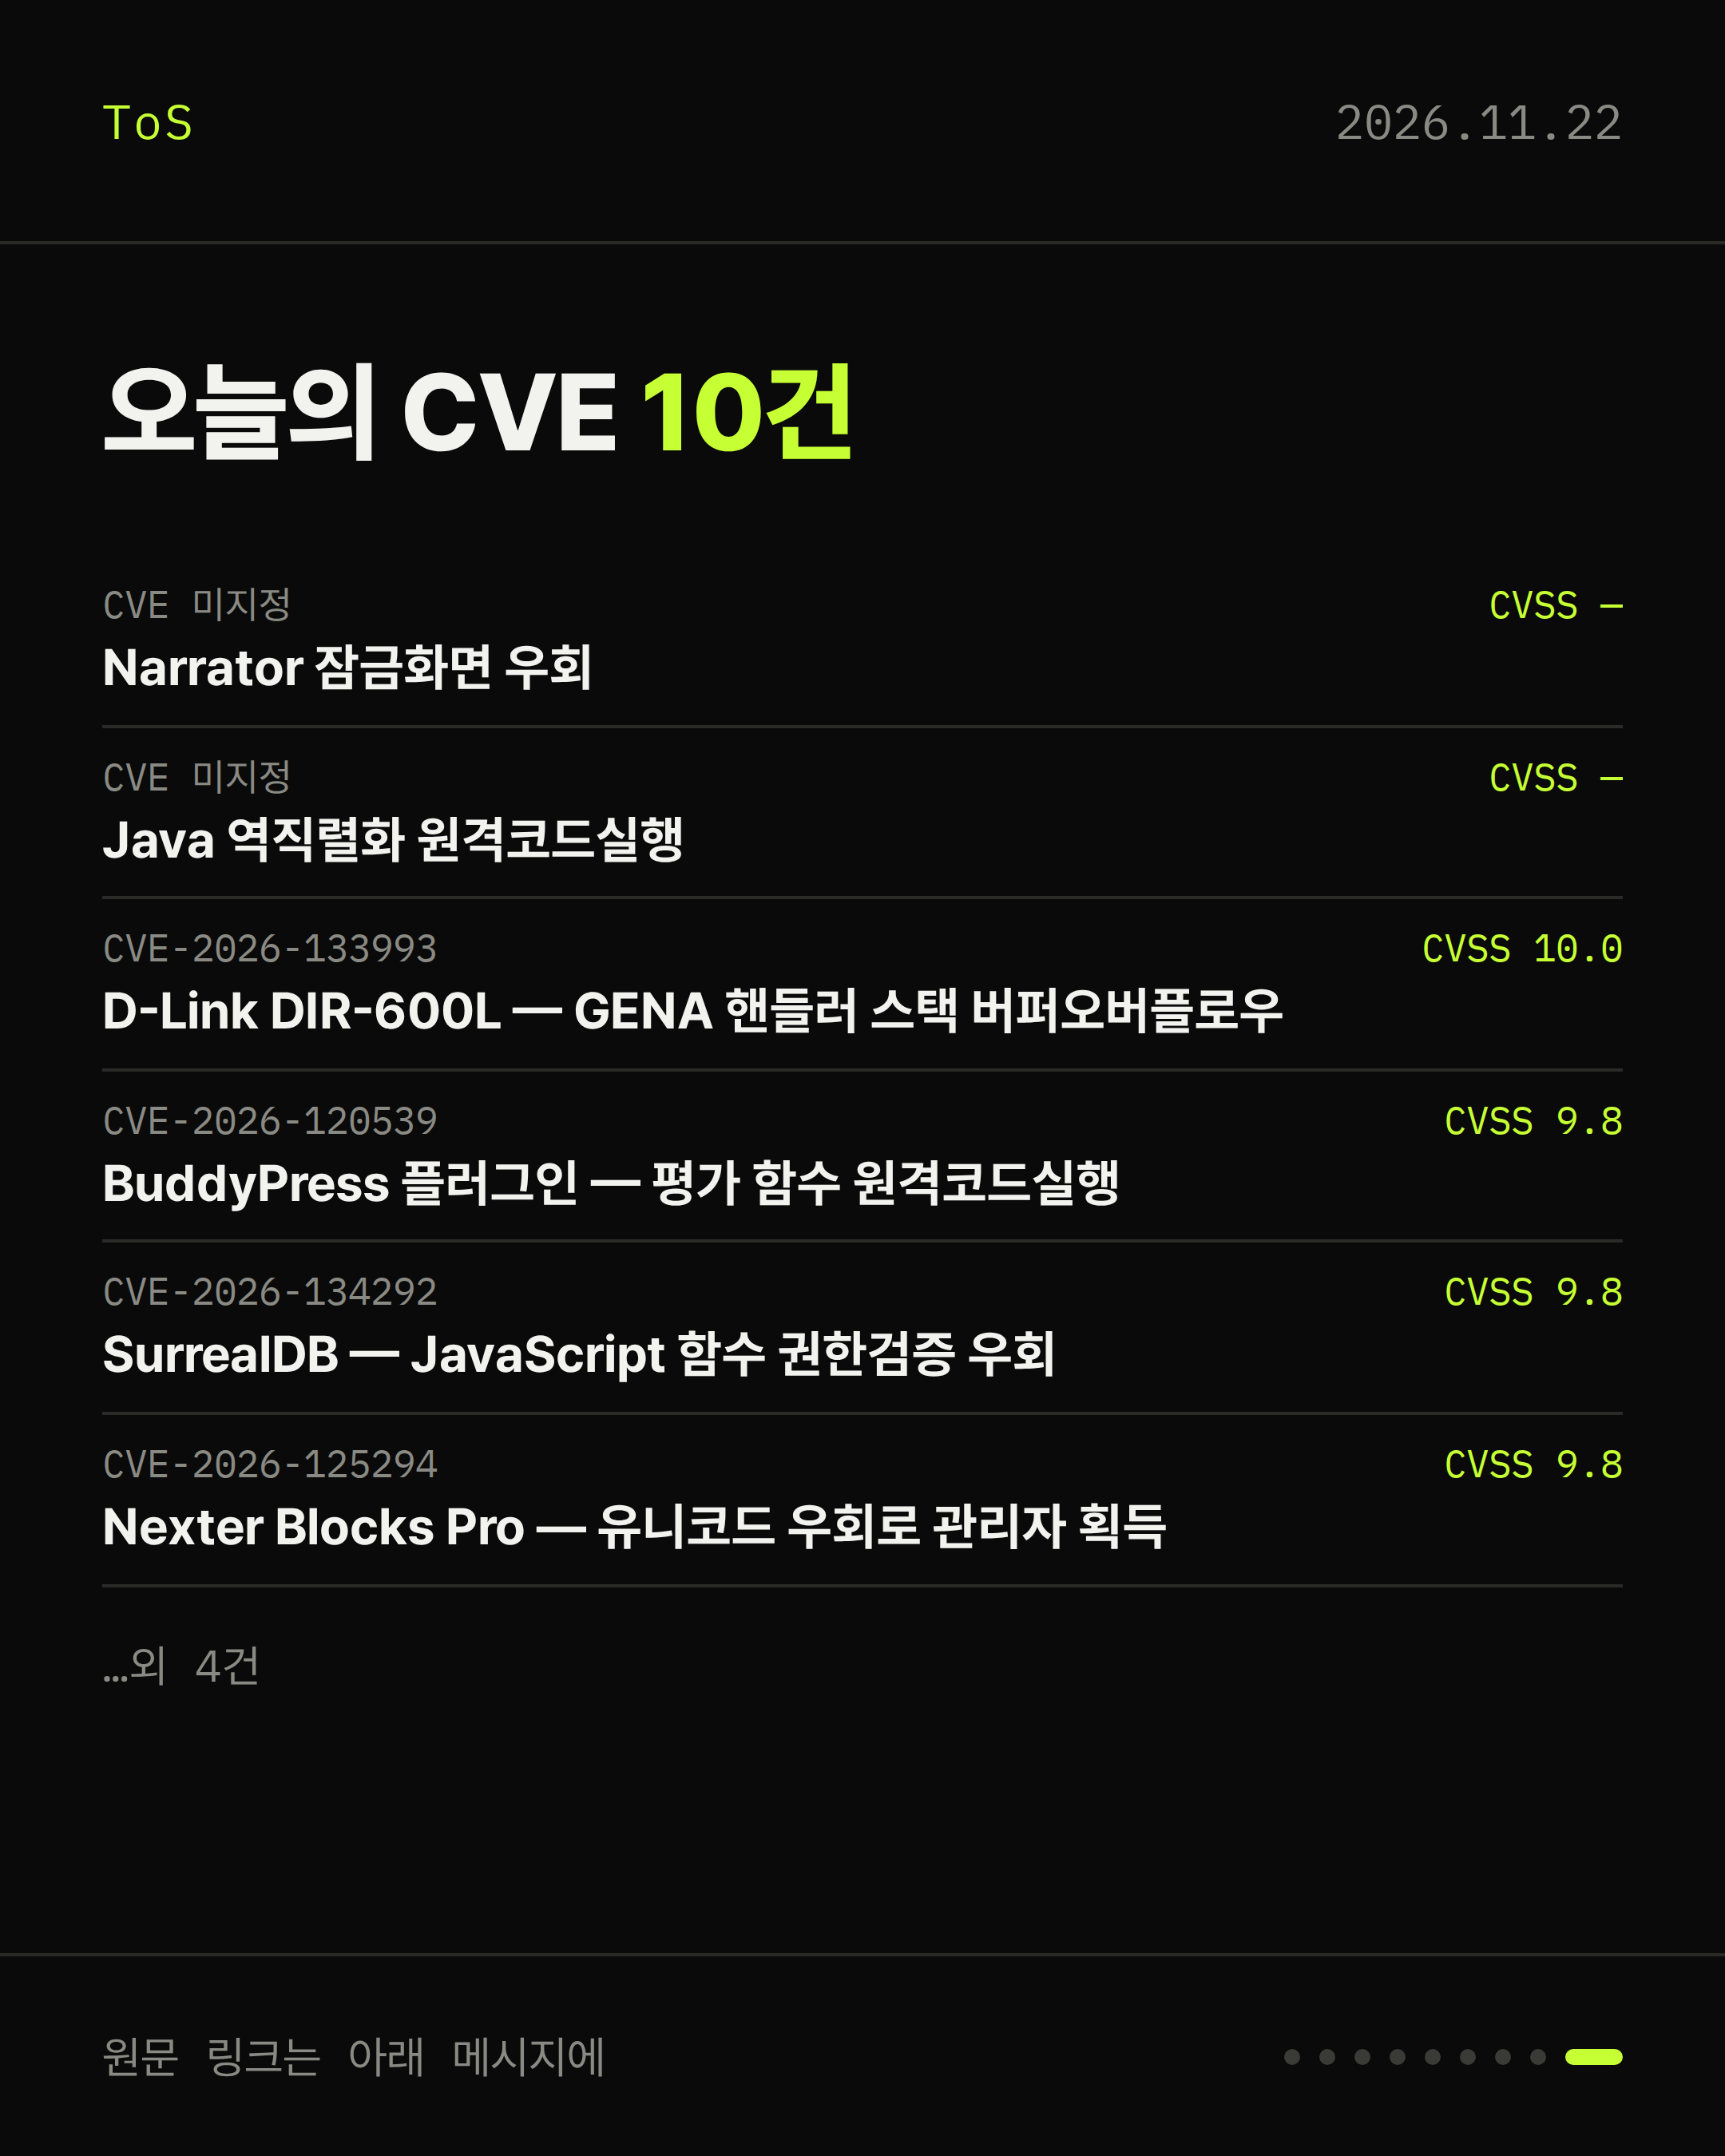 ToS
2026.11.22
오늘의 CVE 10건
CVE 미지정
CVSS —
Narrator 잠금화면 우회
CVE 미지정
CVSS —
Java 역직렬화 원격코드실행
CVE-2026-133993
CVSS 10.0
D-Link DIR-600L — GENA 핸들러 스택 버퍼오버플로우
CVE-2026-120539
CVSS 9.8
BuddyPress 플러그인 — 평가 함수 원격코드실행
CVE-2026-134292
CVSS 9.8
SurrealDB — JavaScript 함수 권한검증 우회
CVE-2026-125294
CVSS 9.8
Nexter Blocks Pro — 유니코드 우회로 관리자 획득
…외 4건
원문 링크는 아래 메시지에